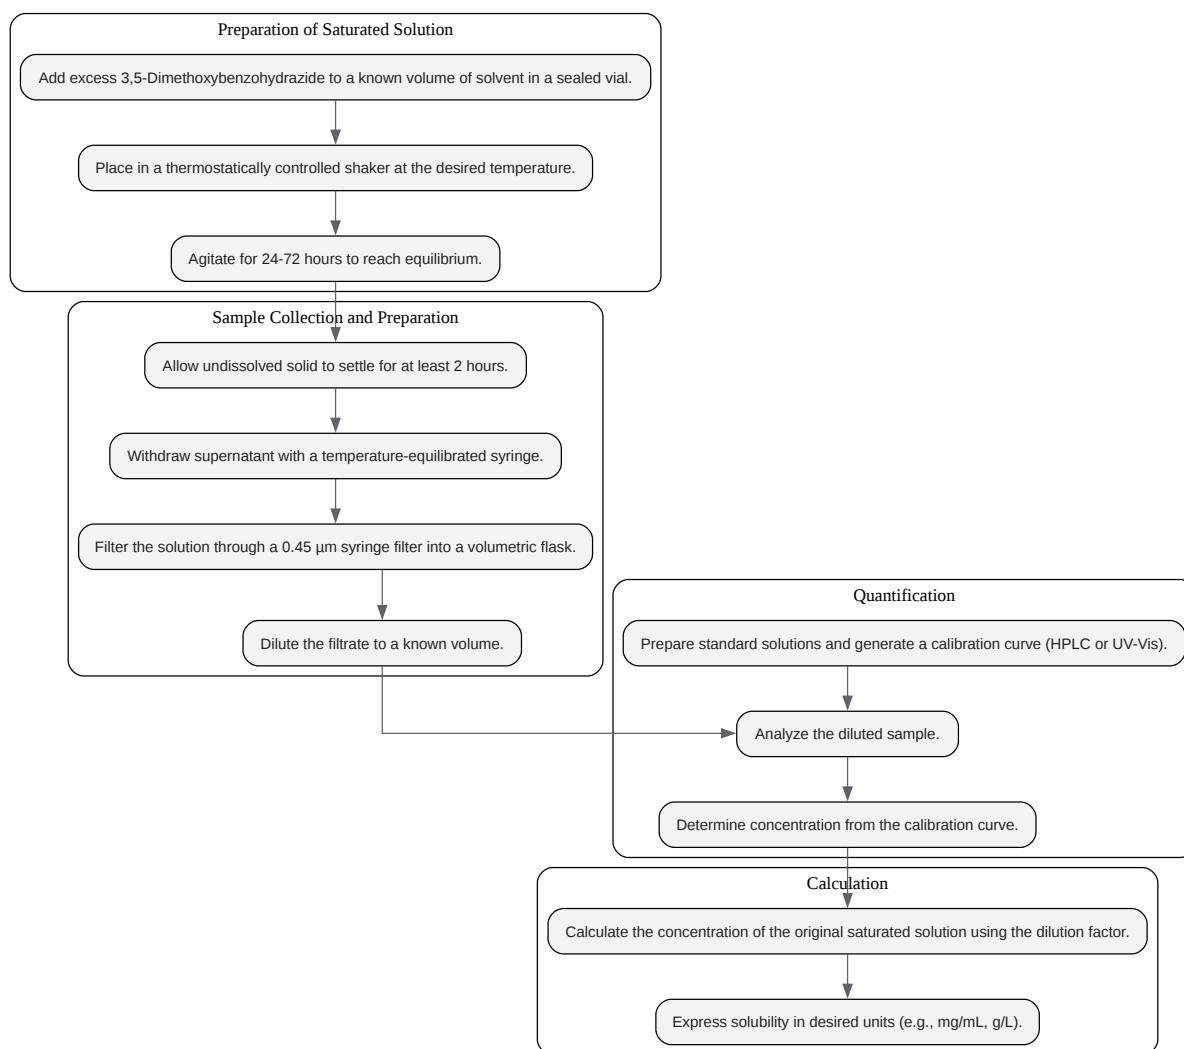 Preparation of Saturated Solution
Add excess 3,5-Dimethoxybenzohydrazide to a known volume of solvent in a sealed vial.
Place in a thermostatically controlled shaker at the desired temperature.
Agitate for 24-72 hours to reach equilibrium.
Sample Collection and Preparation
Allow undissolved solid to settle for at least 2 hours.
Withdraw supernatant with a temperature-equilibrated syringe.
Filter the solution through a 0.45 µm syringe filter into a volumetric flask.
Dilute the filtrate to a known volume.
Quantification
Prepare standard solutions and generate a calibration curve (HPLC or UV-Vis).
Analyze the diluted sample.
Determine concentration from the calibration curve.
Calculation
Calculate the concentration of the original saturated solution using the dilution factor.
Express solubility in desired units (e.g., mg/mL, g/L).